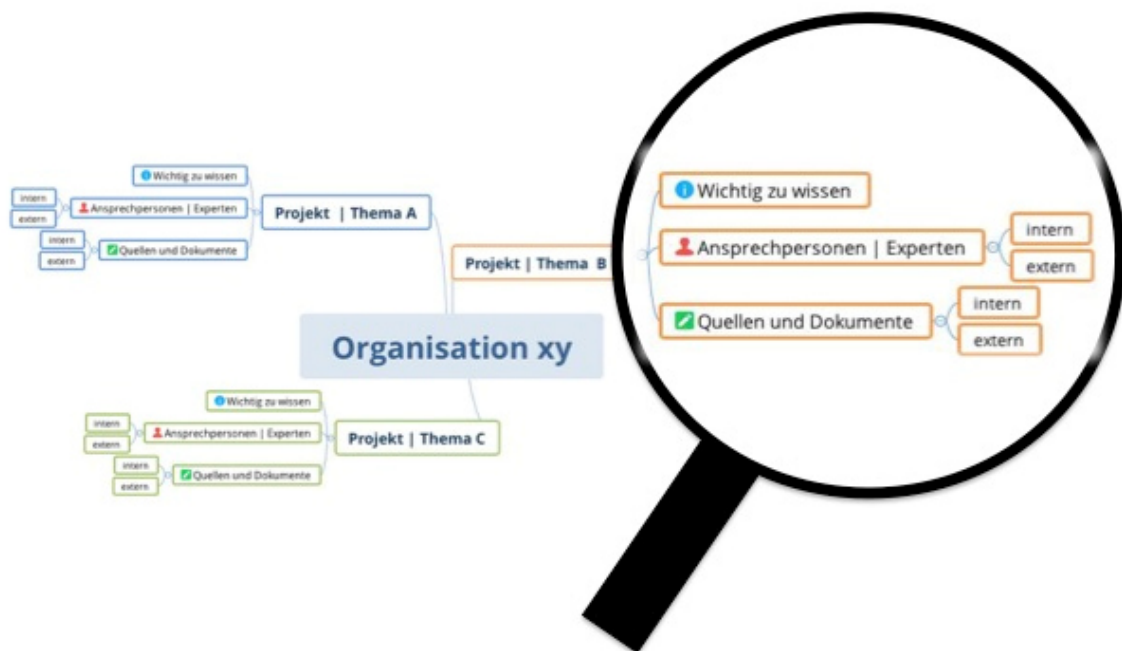 Wichtig zu wissen
Ansprechpersonen | Experten
intern
extern
Quellen und Dokumente
intern
extern
Projekt | Thema A
Projekt | Thema B
Wichtig zu wissen
Ansprechpersonen | Experten
intern
extern
Quellen und Dokumente
intern
extern
Organisation xy
Wichtig zu wissen
Ansprechpersonen | Experten
intern
extern
Quellen und Dokumente
intern
extern
Projekt | Thema C